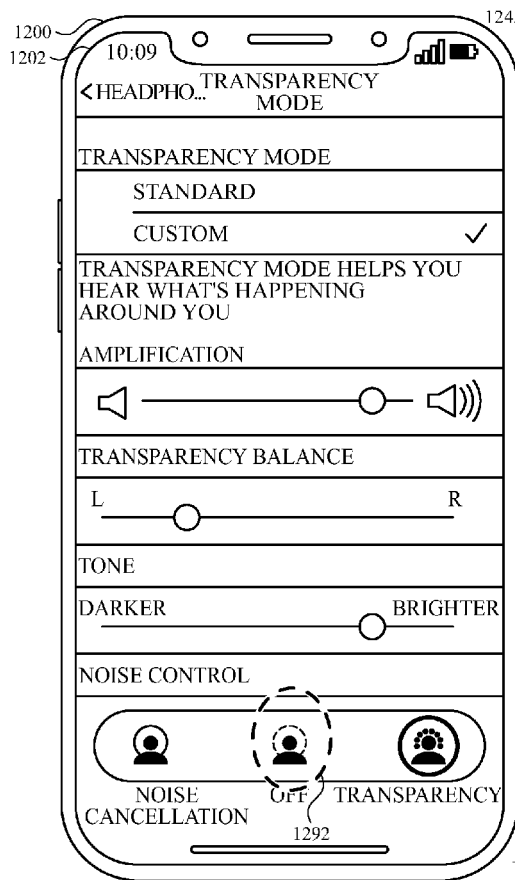 1200
124
1202
10:09
<HEADPHO... TRANSPARENCY
MODE
TRANSPARENCY MODE
STANDARD
CUSTOM
TRANSPARENCY MODE HELPS YOU
HEAR WHAT'S HAPPENING
AROUND YOU
AMPLIFICATION
TRANSPARENCY BALANCE
L R
TONE
DARKER BRIGHTER
NOISE CONTROL
NOISE
CANCELLATION
OFF
TRANSPARENCY
1292